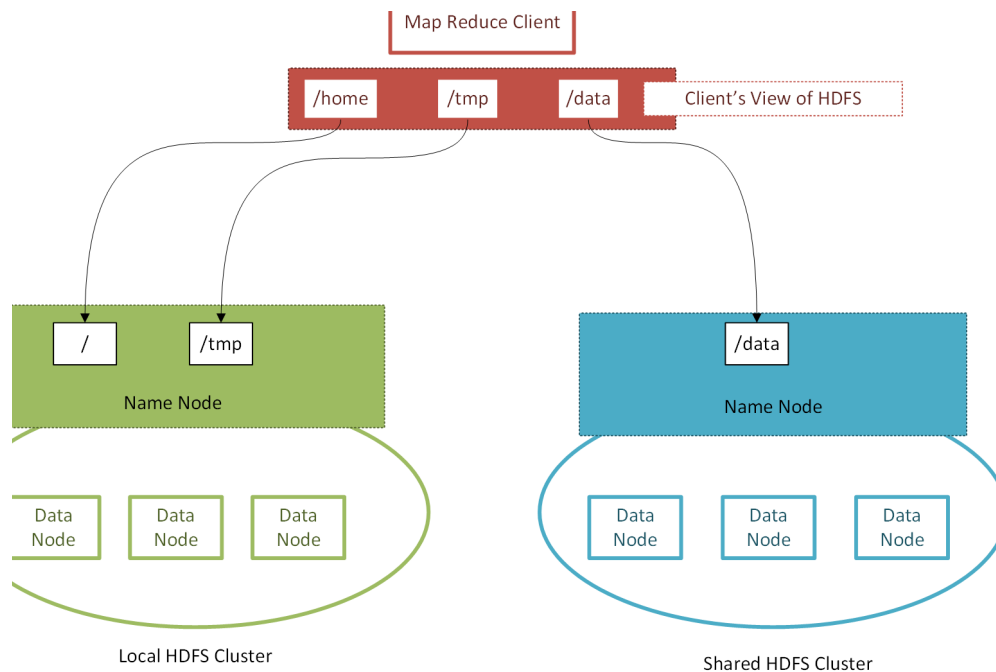 Map Reduce Client
/home
/tmp
/data
Client’s View of HDFS
/
/tmp
/data
Name Node
Name Node
Data
Node
Data
Node
Data
Node
Data
Node
Data
Node
Data
Node
Local HDFS Cluster
Shared HDFS Cluster